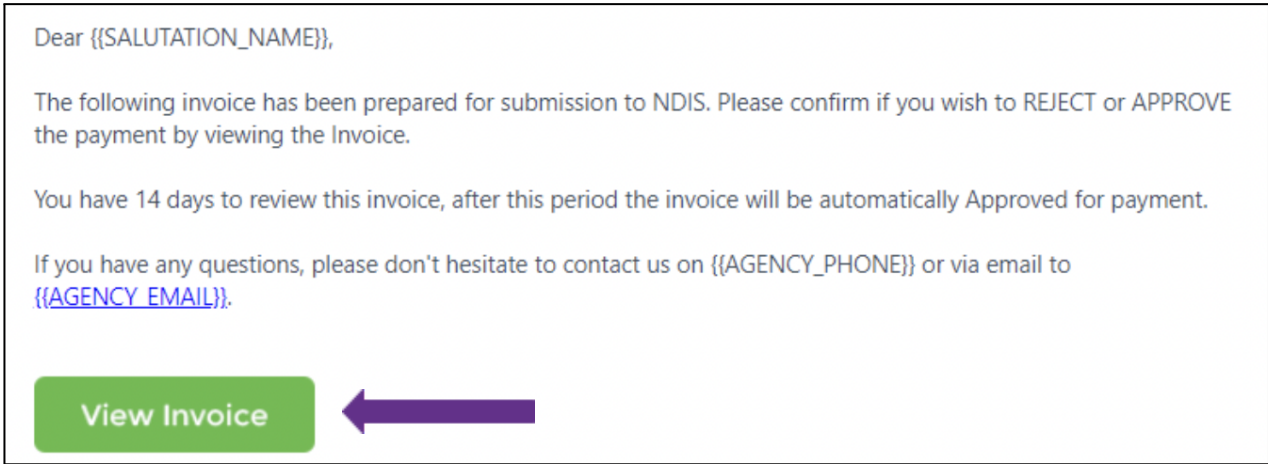 Dear {{SALUTATION_NAME}},
The following invoice has been prepared for submission to NDIS. Please confirm if you wish to REJECT or APPROVE
the payment by viewing the Invoice.
You have 14 days to review this invoice, after this period the invoice will be automatically Approved for payment.
If you have any questions, please don't hesitate to contact us on {{AGENCY_PHONE}} or via email to
{{AGENCY_EMAIL}}.
View Invoice